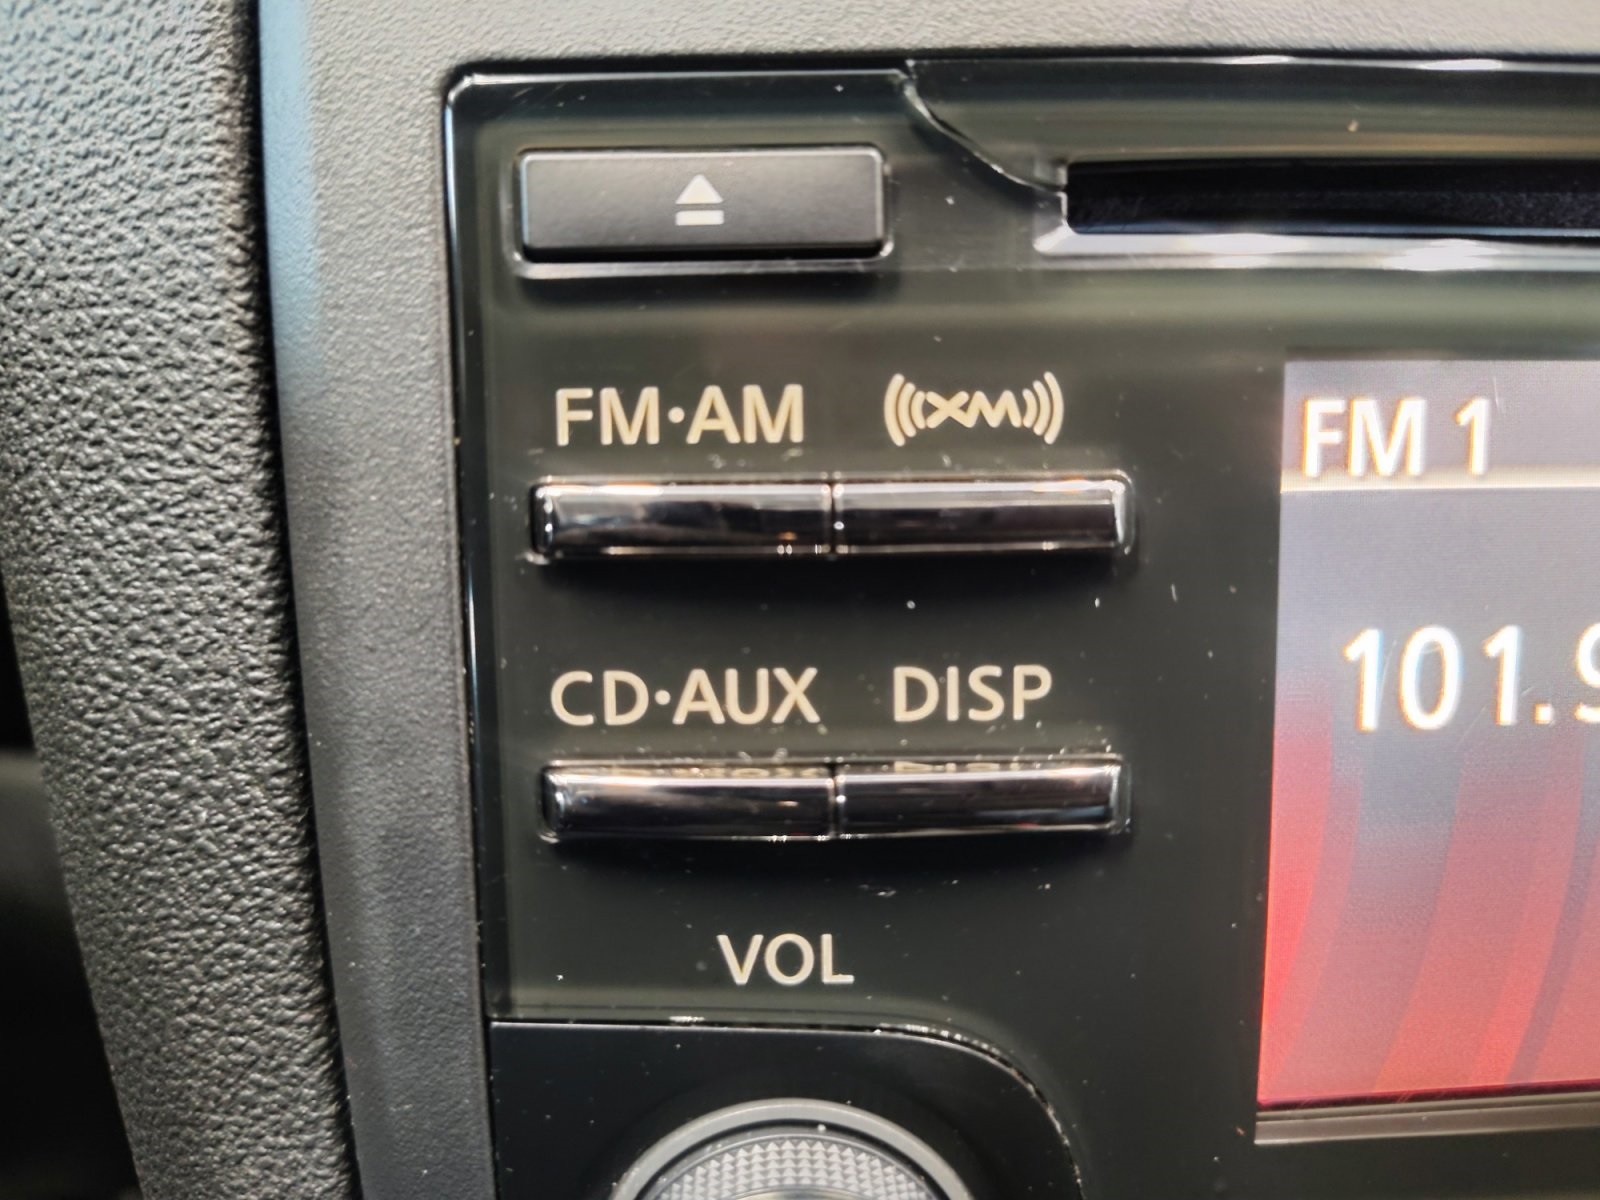 FM·AM XM
FM 1
101.9
CD·AUX DISP
VOL